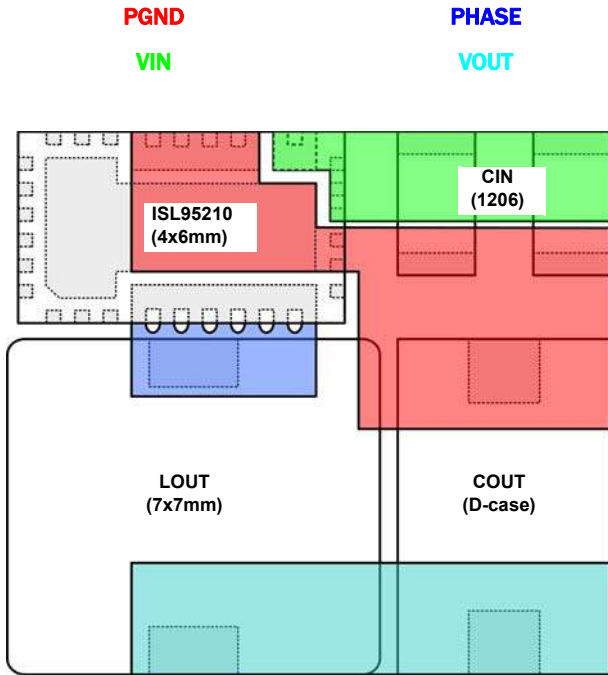 PGND
PHASE
VIN
VOUT
CIN
(1206)
ISL95210
(4x6mm)
LOUT
(7x7mm)
COUT
(D-case)